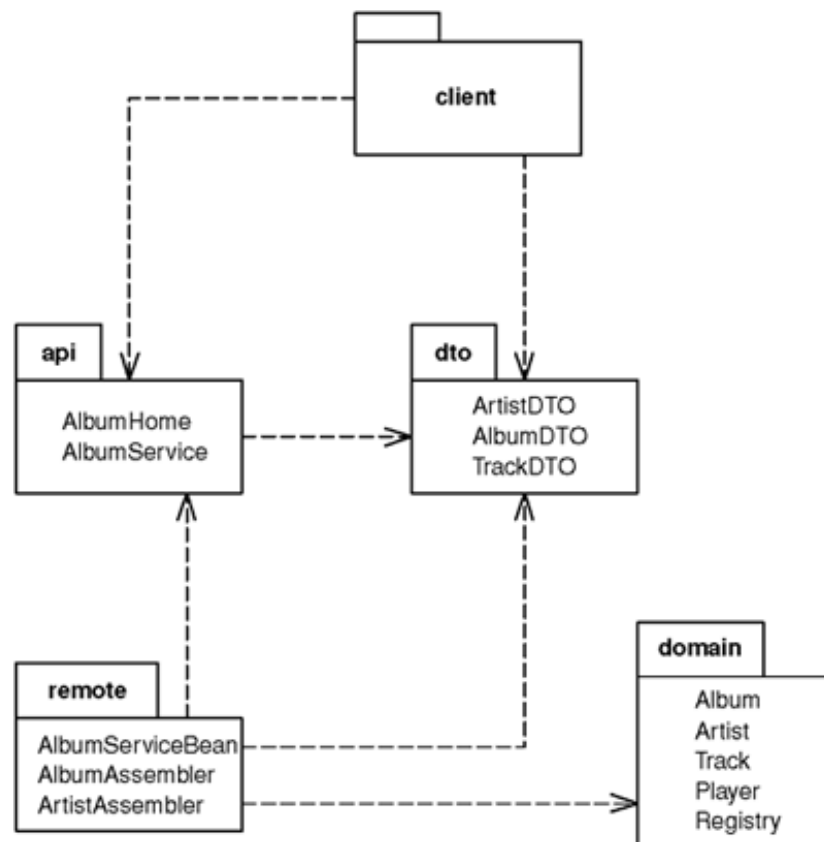 client
api
AlbumHome
AlbumService
dto
ArtistDTO
AlbumDTO
TrackDTO
remote
AlbumServiceBean
AlbumAssembler
ArtistAssembler
domain
Album
Artist
Track
Player
Registry